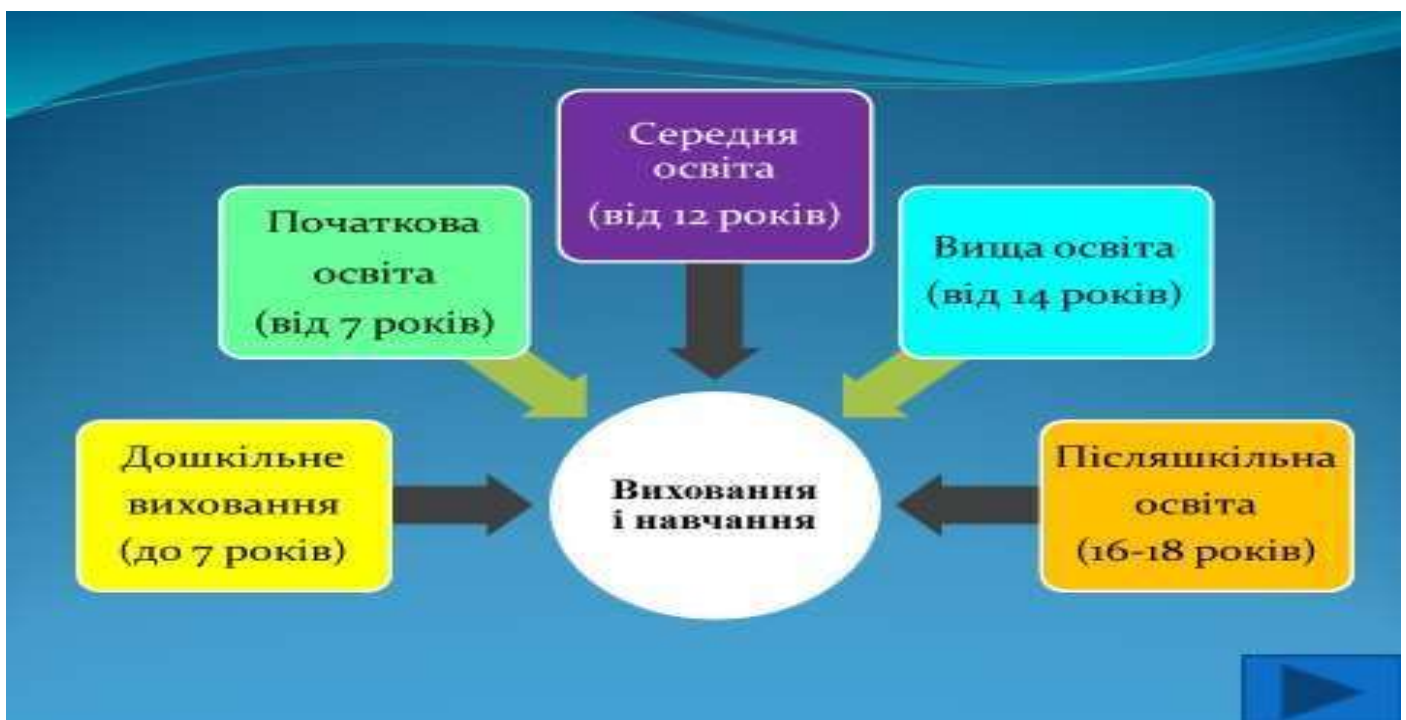 Середня
освіта
(від 12 років)
Початкова
освіта
(від 7 років)
Вища освіта
(від 14 років)
Дошкільне
виховання
(до 7 років)
Виховання
і навчання
Післяшкільна
освіта
(16-18 років)